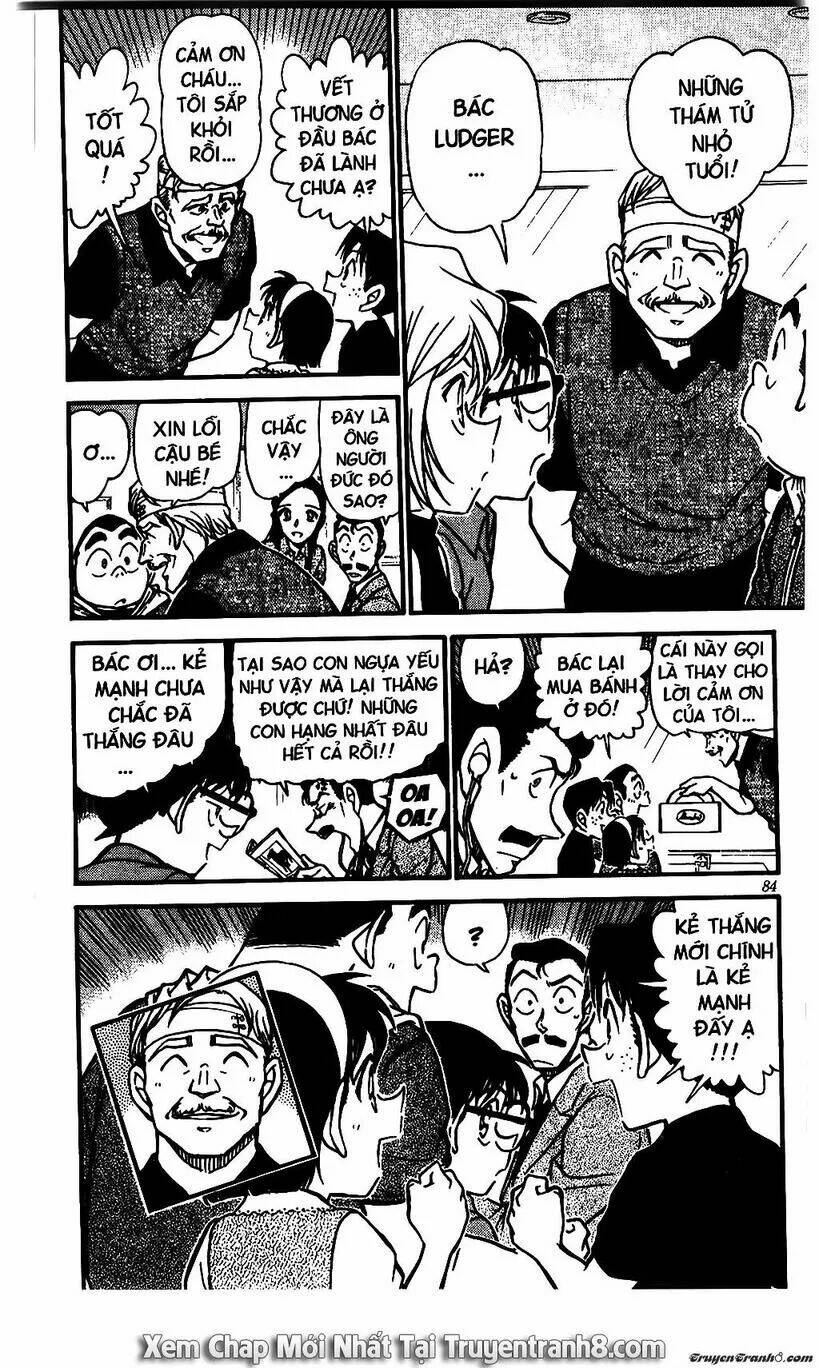 NHỮNG
THÁM TỬ
NHỎ
TUỔI!
BÁC
LUDGER
...
VẾT
THƯƠNG Ở
ĐẦU BÁC
ĐÃ LÀNH
CHƯA Ạ?
CẢM ƠN
CHÁU...
TÔI SẮP
KHỎI
RỒI...
TỐT
QUÁ
!
ĐÂY LÀ
ÔNG
NGƯỜI
ĐỨC ĐÓ
SAO?
CHẮC
VẬY
...
XIN LỖI
CẬU BÉ
NHÉ!
Ơ...
CÁI NÀY GỌI
LÀ THAY CHO
LỜI CẢM ƠN
CỦA TÔI...
BÁC LẠI
MUA BÁNH
Ở ĐÓ!
HẢ?
TẠI SAO CON NGỰA YẾU
NHƯ VẬY MÀ LẠI THẮNG
ĐƯỢC CHỨ! NHỮNG
CON HẠNG NHẤT ĐÂU
HẾT CẢ RỒI!!
OA
OA!
BÁC ƠI... KẺ
MẠNH CHƯA
CHẮC ĐÃ
THẮNG ĐÂU
...
84
KẺ THẮNG
MỚI CHÍNH
LÀ KẺ
MẠNH
ĐẤY Ạ
!!!
?
Xem Chap Mới Nhất Tại Truyentranh8.com
TruyenTranh8.com